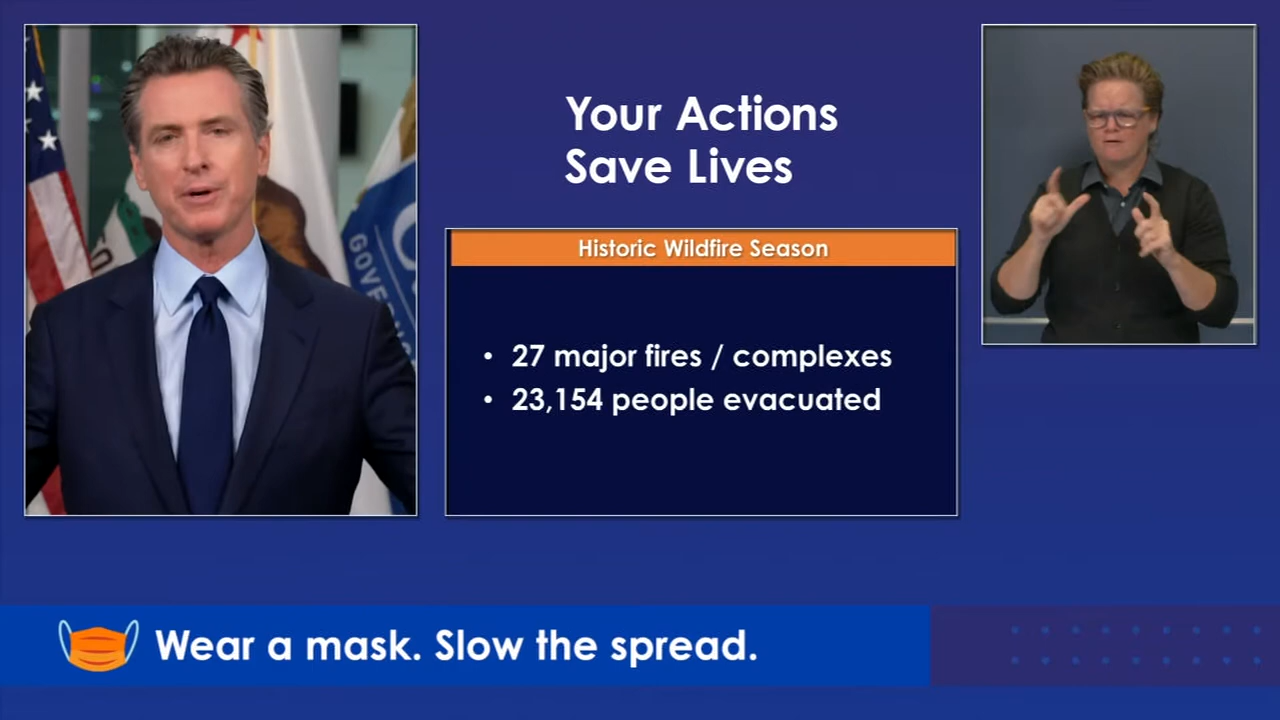 Your Actions
Save Lives
Historic Wildfire Season
• 27 major fires / complexes
• 23,154 people evacuated
GOVERN
Wear a mask. Slow the spread.